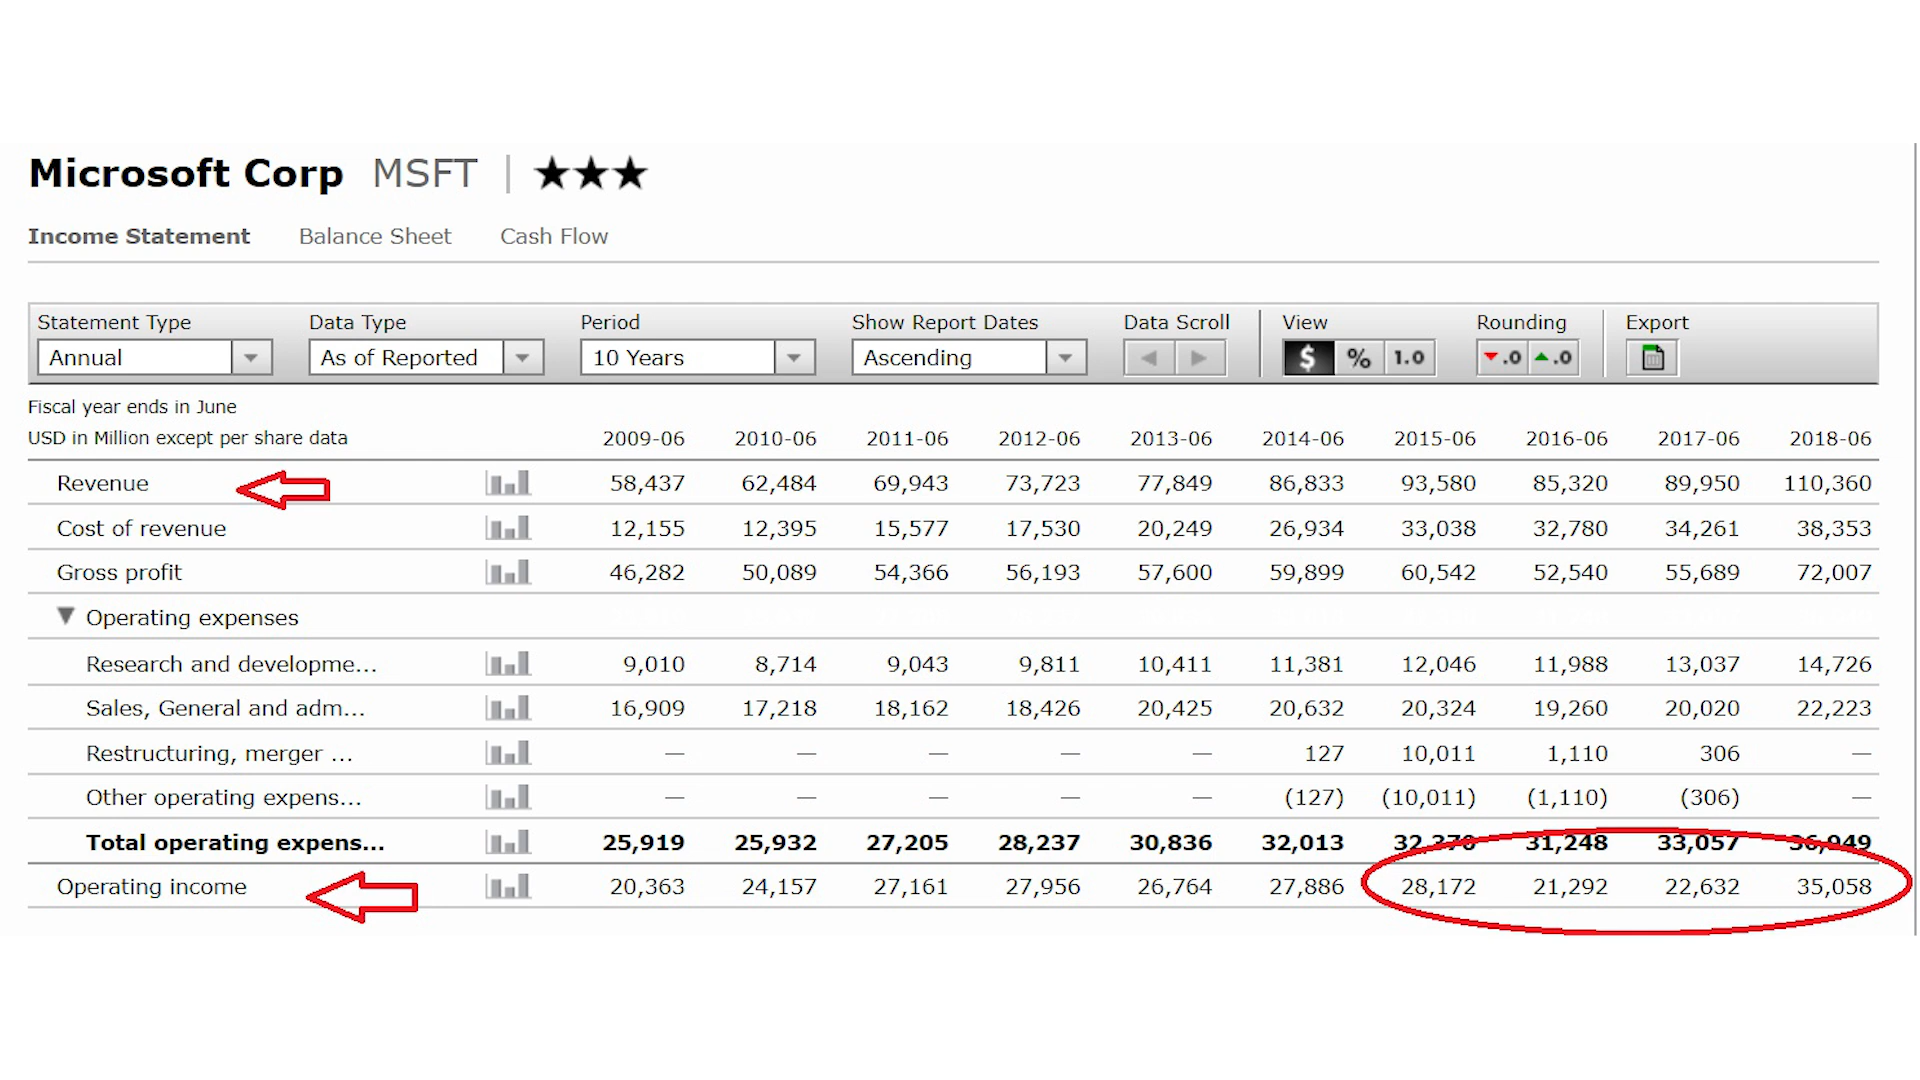 Microsoft Corp MSFT | ★★★
Income Statement Balance Sheet Cash Flow
Statement Type Data Type Period Show Report Dates Data Scroll View Rounding Export
Annual As of Reported 10 Years Ascending $ % 1.0 .0 .0
Fiscal year ends in June
USD in Million except per share data 2009-06 2010-06 2011-06 2012-06 2013-06 2014-06 2015-06 2016-06 2017-06 2018-06
Revenue 58,437 62,484 69,943 73,723 77,849 86,833 93,580 85,320 89,950 110,360
Cost of revenue 12,155 12,395 15,577 17,530 20,249 26,934 33,038 32,780 34,261 38,353
Gross profit 46,282 50,089 54,366 56,193 57,600 59,899 60,542 52,540 55,689 72,007
Operating expenses
Research and developme... 9,010 8,714 9,043 9,811 10,411 11,381 12,046 11,988 13,037 14,726
Sales, General and adm... 16,909 17,218 18,162 18,426 20,425 20,632 20,324 19,260 20,020 22,223
Restructuring, merger ... — — — — — 127 10,011 1,110 306 —
Other operating expens... — — — — — (127) (10,011) (1,110) (306) —
Total operating expens... 25,919 25,932 27,205 28,237 30,836 32,013 32,370 31,248 33,057 36,949
Operating income 20,363 24,157 27,161 27,956 26,764 27,886 28,172 21,292 22,632 35,058